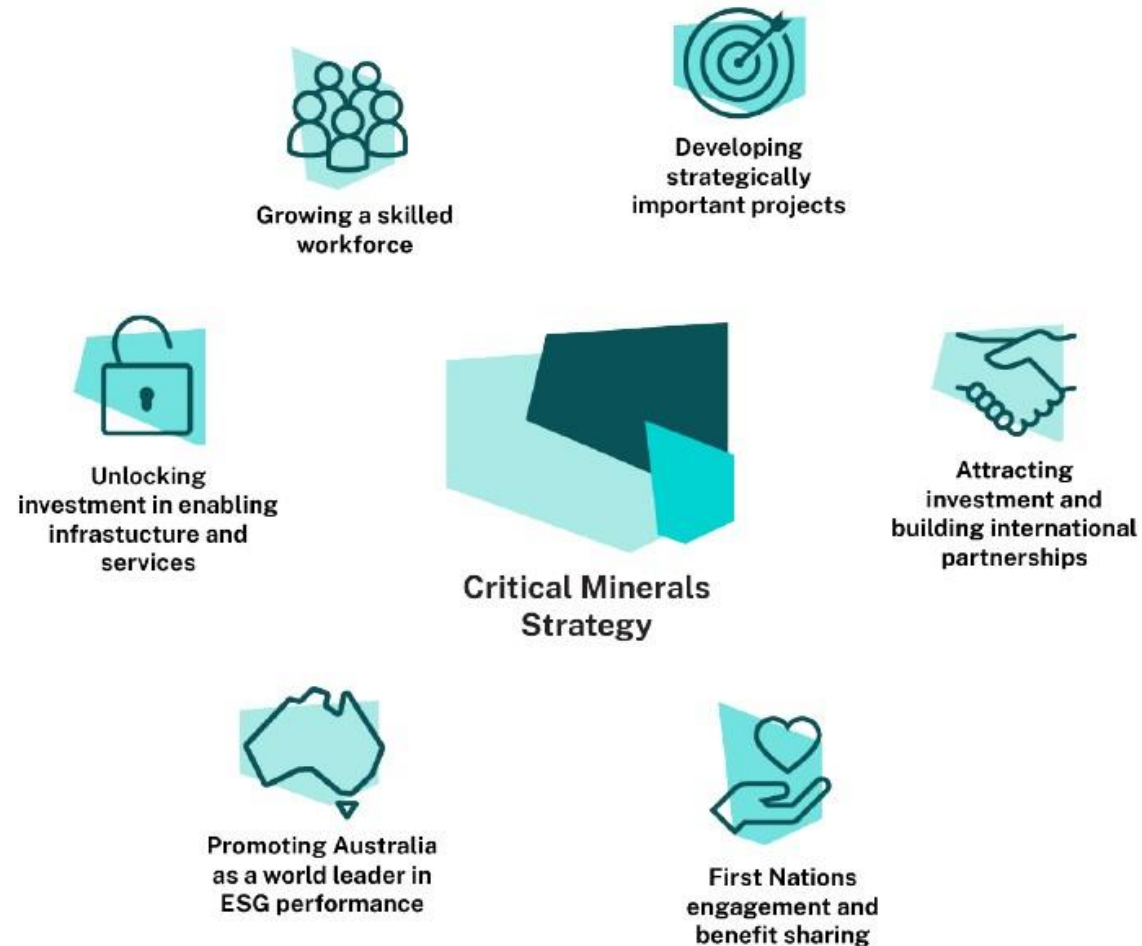 Developing
strategically
important projects
Growing a skilled
workforce
Attracting
investment and
building international
partnerships
Unlocking
investment in enabling
infrastucture and
services
Critical Minerals
Strategy
Promoting Australia
as a world leader in
ESG performance
First Nations
engagement and
benefit sharing